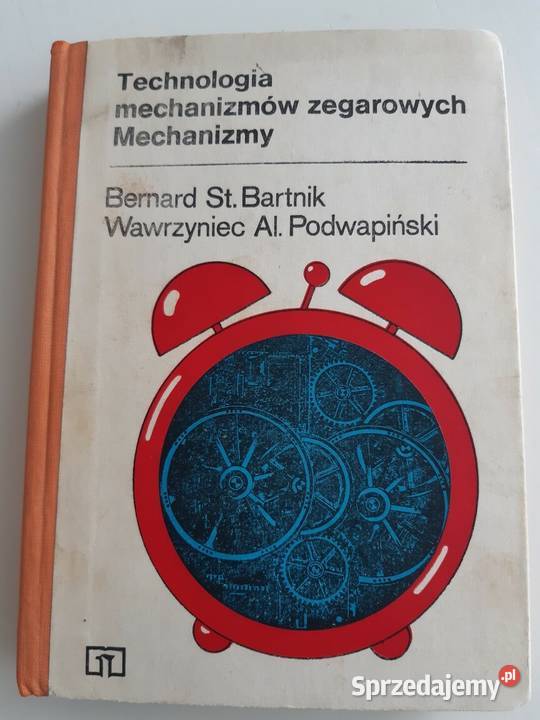 Technologia
mechanizmów zegarowych
Mechanizmy
Bernard St. Bartnik
Wawrzyniec Al. Podwapiński
Sprzedajemy.pl